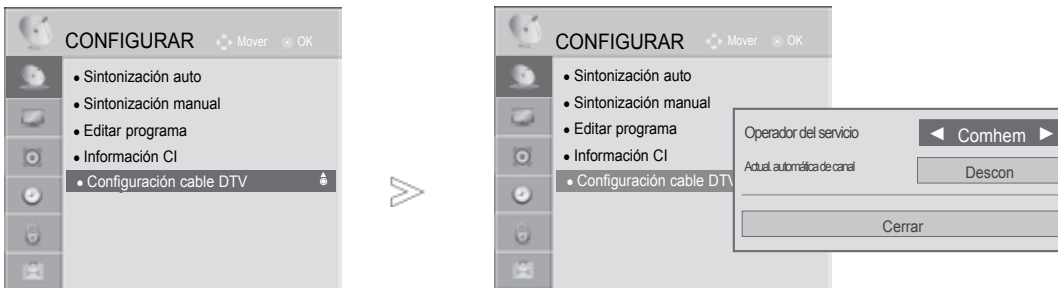 CONFIGURAR Mover OK
• Sintonización auto
• Sintonización manual
• Editar programa
• Información CI
• Configuración cable DTV
CONFIGURAR Mover OK
• Sintonización auto
• Sintonización manual
• Editar programa
• Información CI
• Configuración cable DTV
Operador del servicio ◄ Comhem ►
Actual. automática de canal Descon
Cerrar